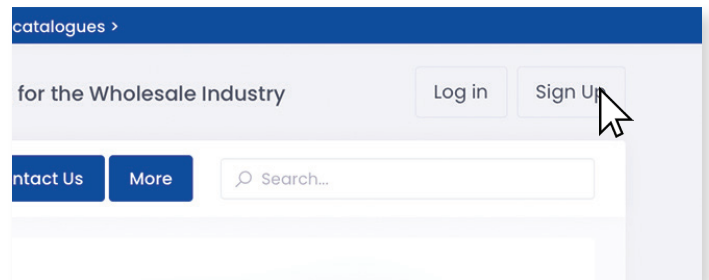 catalogues >
for the Wholesale Industry
Log in
Sign Up
ntact Us
More
Search...